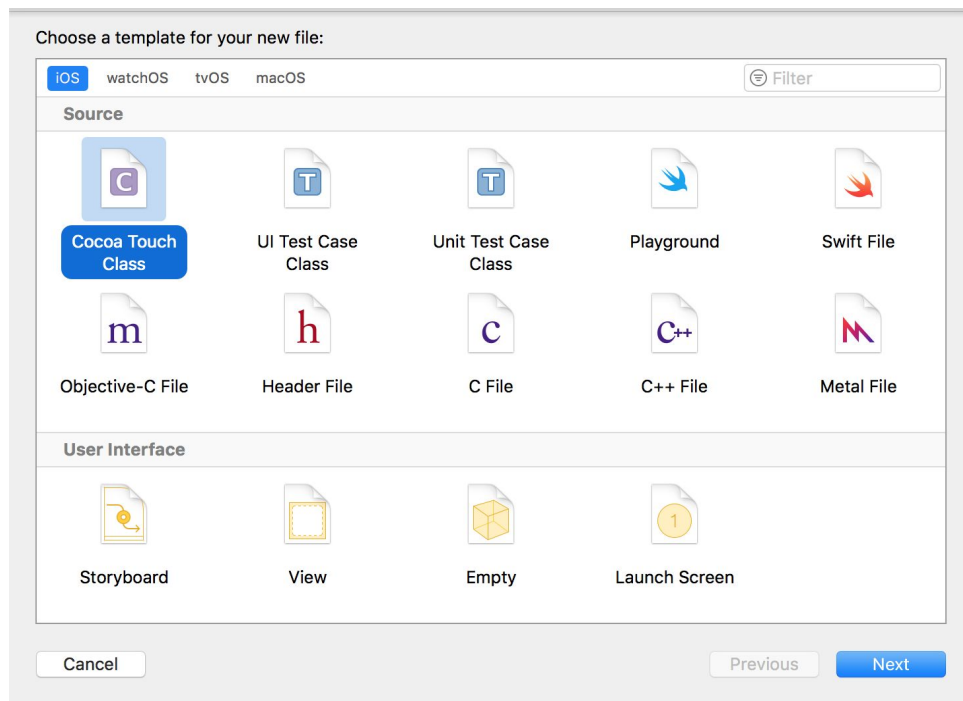 Choose a template for your new file:
iOS watchOS tvOS macOS Filter
Source
C T T
Cocoa Touch UI Test Case Unit Test Case Playground Swift File
Class Class Class
m h c C++
Objective-C File Header File C File C++ File Metal File
User Interface
1
Storyboard View Empty Launch Screen
Cancel Previous Next